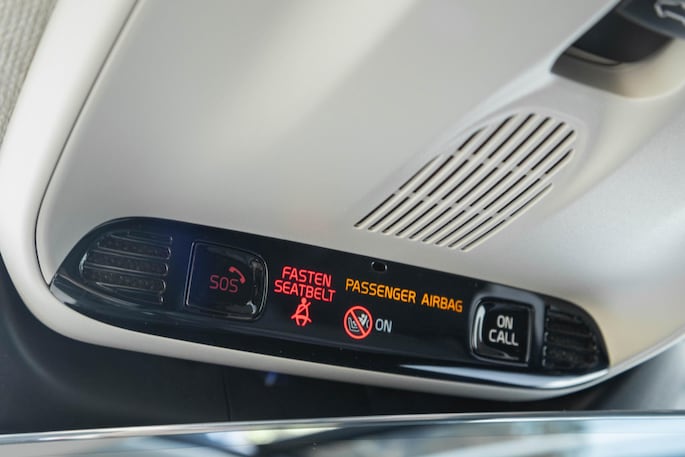 SOS
FASTEN
SEATBELT
PASSENGER AIRBAG
ON
ON
CALL